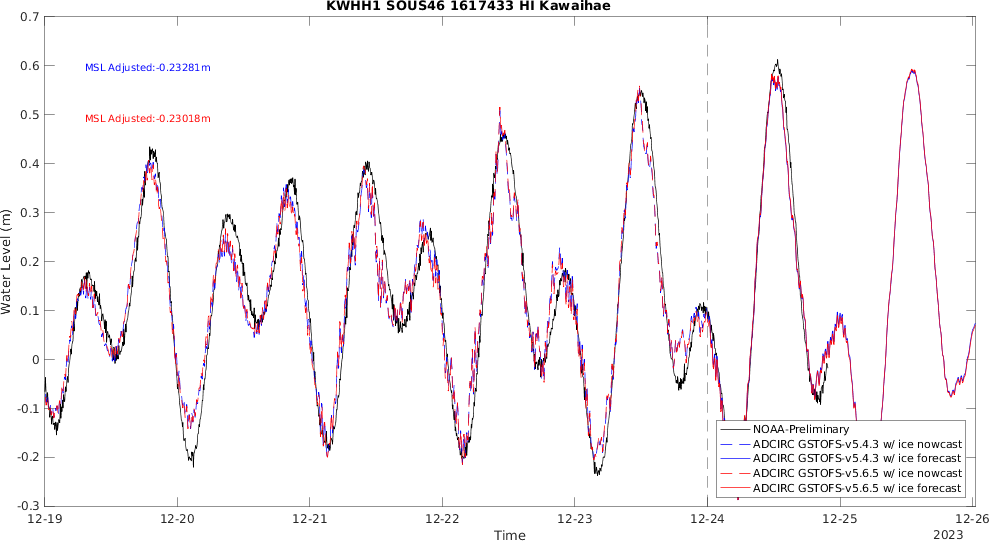 KWHH1 SOUS46 1617433 HI Kawaihae
0.7
0.6
0.5
0.4
0.3
0.2
0.1
0
-0.1
-0.2
-0.3
Water Level (m)
MSL Adjusted:-0.23281m
MSL Adjusted:-0.23018m
NOAA-Preliminary
ADCIRC GSTOFS-v5.4.3 w/ ice nowcast
ADCIRC GSTOFS-v5.4.3 w/ ice forecast
ADCIRC GSTOFS-v5.6.5 w/ ice nowcast
ADCIRC GSTOFS-v5.6.5 w/ ice forecast
12-19 12-20 12-21 12-22 12-23 12-24 12-25 12-26
Time
2023